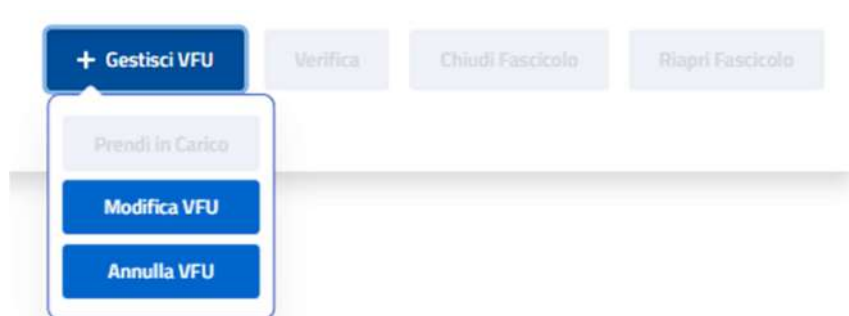 + Gestisci VFU
Verifica
Chiudi Fascicolo
Riapri Fascicolo
Prendi in Carico
Modifica VFU
Annulla VFU